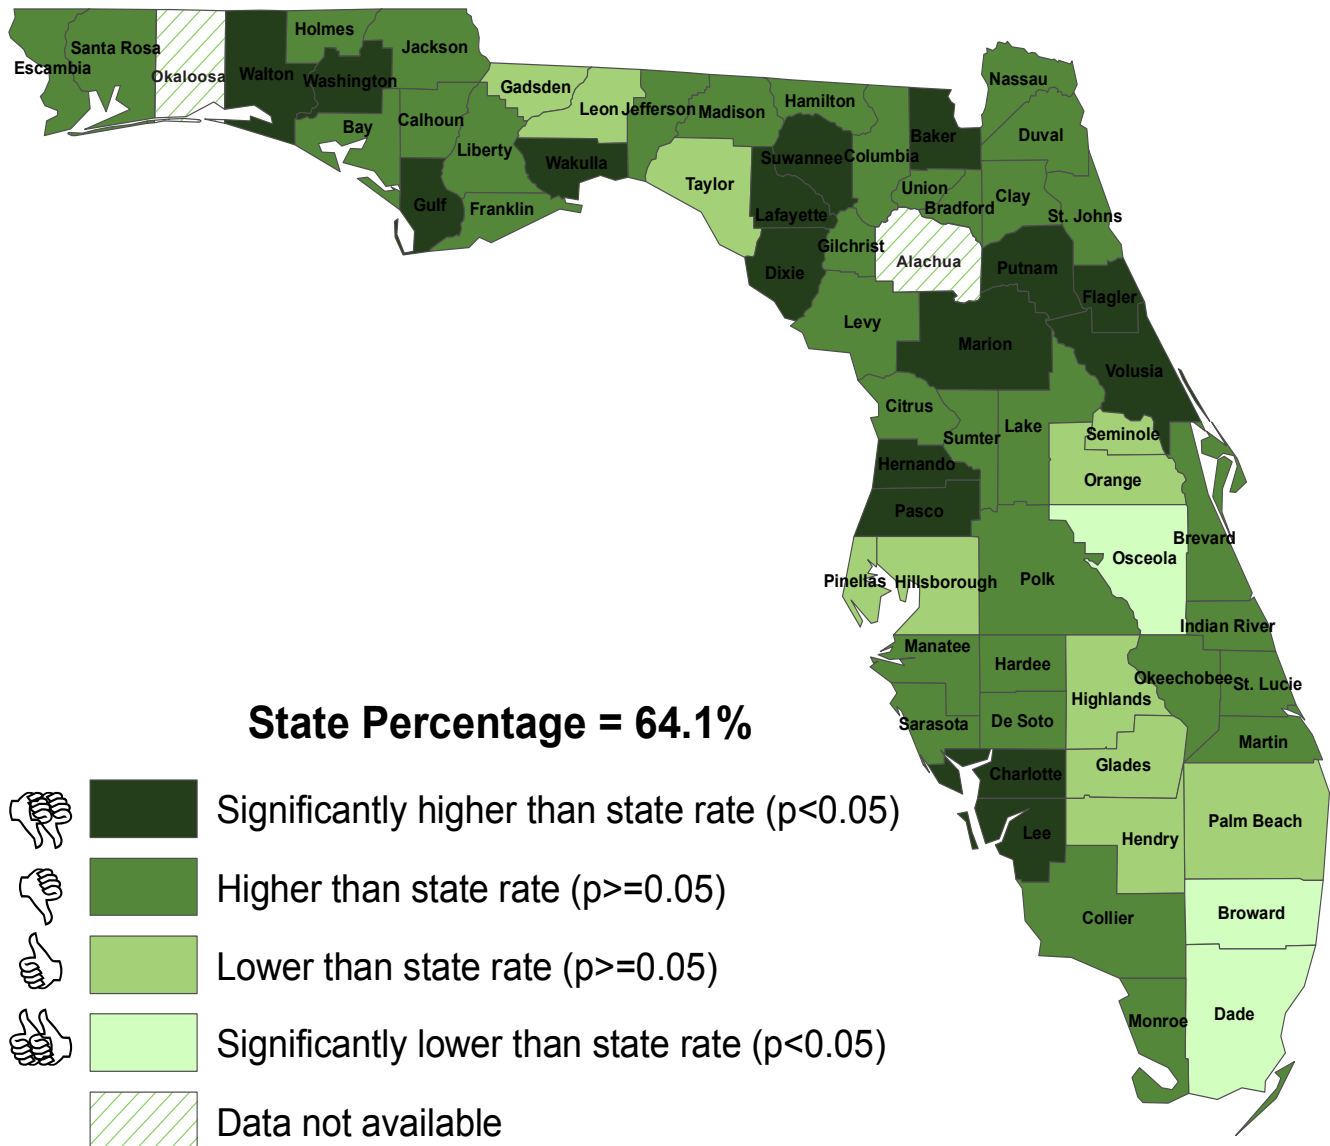 Holmes
Santa Rosa
Jackson
Escambia
Okaloosa
Walton
Washington
Gadsden
Leon
Jefferson
Madison
Hamilton
Nassau
Bay
Calhoun
Liberty
Wakulla
Taylor
Suwannee
Columbia
Baker
Duval
Gulf
Franklin
Lafayette
Union
Bradford
Clay
St. Johns
Gilchrist
Alachua
Dixie
Putnam
Flagler
Levy
Marion
Volusia
Citrus
Sumter
Lake
Seminole
Hernando
Orange
Pasco
Osceola
Brevard
Pinellas
Hillsborough
Polk
Indian River
Manatee
Hardee
Okeechobee
St. Lucie
Highlands
Sarasota
De Soto
Martin
Charlotte
Glades
Lee
Hendry
Palm Beach
Collier
Broward
Monroe
Dade
State Percentage = 64.1%
Significantly higher than state rate (p<0.05)
Higher than state rate (p>=0.05)
Lower than state rate (p>=0.05)
Significantly lower than state rate (p<0.05)
Data not available